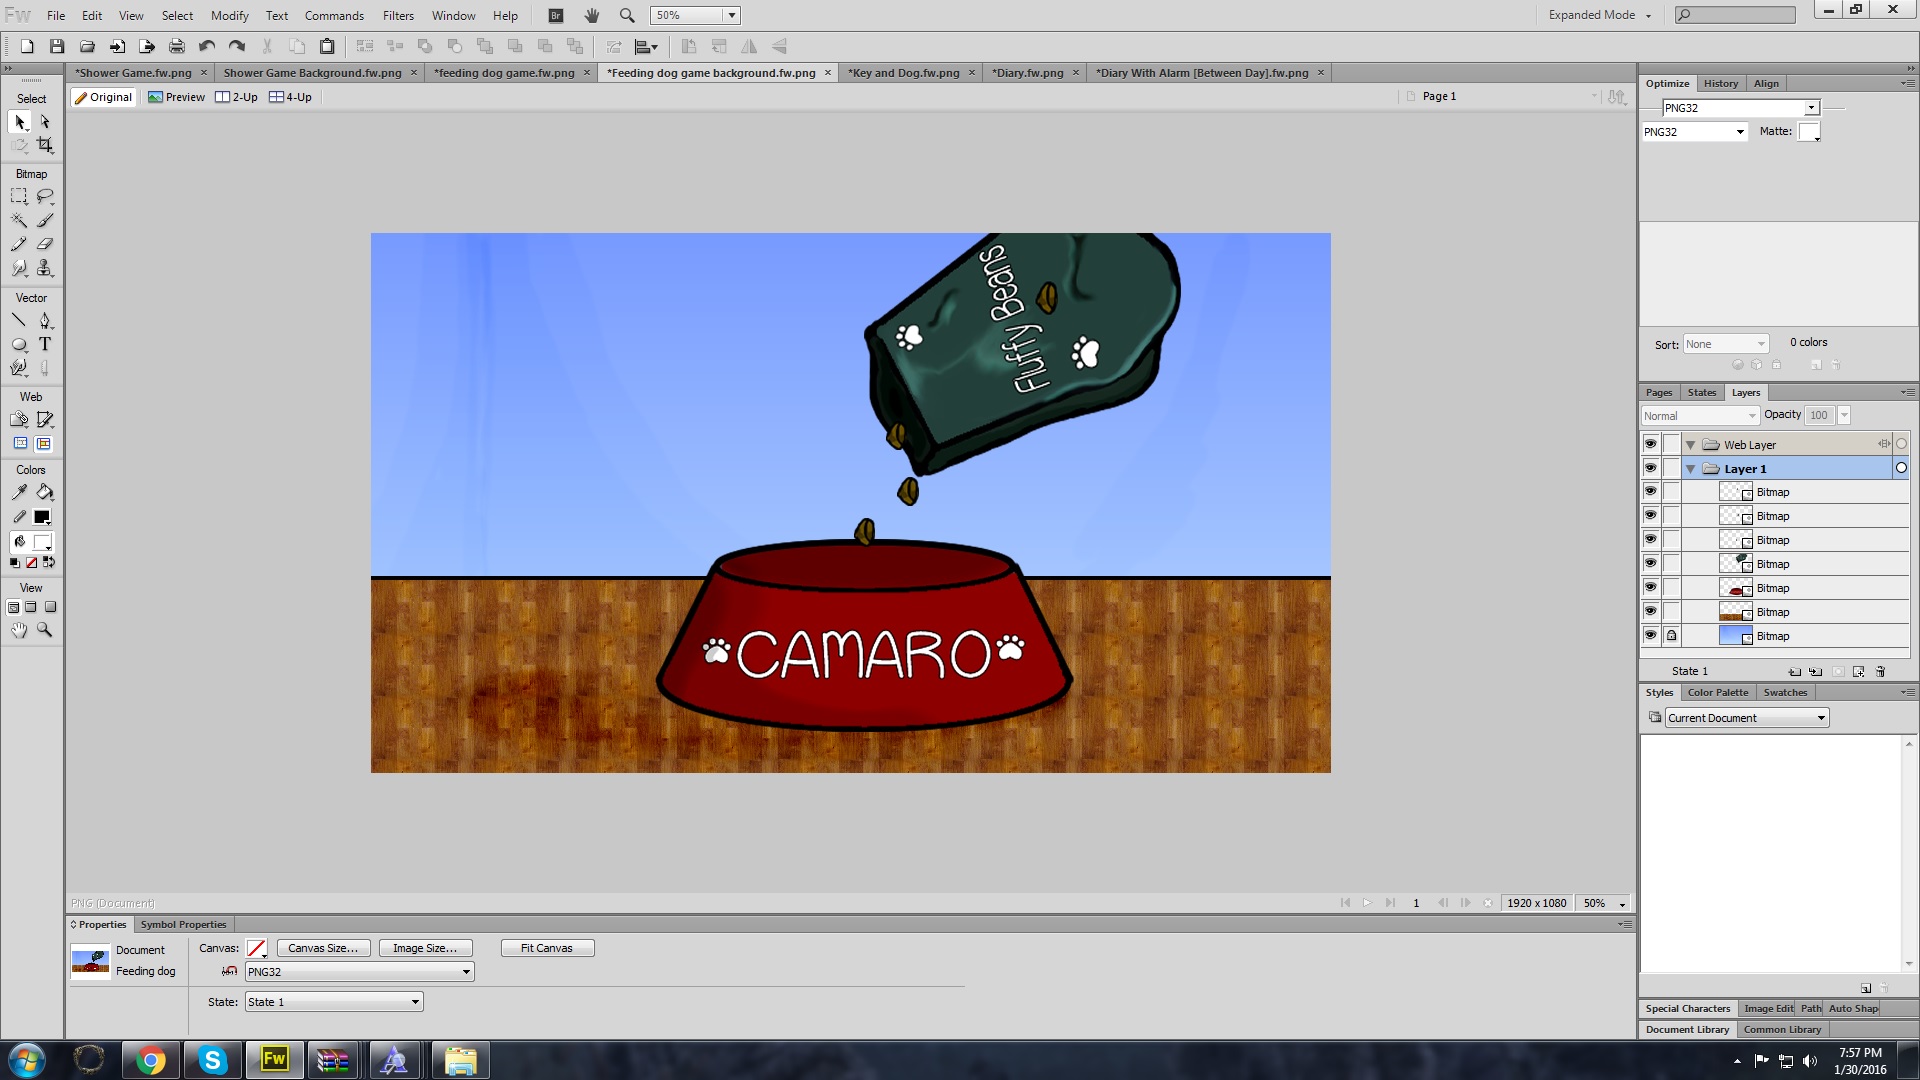 Fw File Edit View Select Modify Text Commands Filters Window Help Br 50% Expanded Mode
*Shower Game.fw.png × Shower Game Background.fw.png × *feeding dog game.fw.png × *Feeding dog game background.fw.png × *Key and Dog.fw.png × *Diary.fw.png × *Diary With Alarm [Between Day].fw.png ×
Original Preview 2-Up 4-Up Page 1
Select
Bitmap
Vector
T
Web
Colors
View
Fluffy Beans
CAMARO
Optimize History Align
PNG32
PNG32 Matte:
Sort: None 0 colors
Pages States Layers
Normal Opacity 100
Web Layer
Layer 1
Bitmap
Bitmap
Bitmap
Bitmap
Bitmap
Bitmap
Bitmap
State 1
Styles Color Palette Swatches
Current Document
Special Characters Image Edit Path Auto Shap
Document Library Common Library
PNG (Document) 1 1920 x 1080 50%
Properties Symbol Properties
Document Canvas: Canvas Size... Image Size... Fit Canvas
Feeding dog PNG32
State: State 1
Fw
7:57 PM
1/30/2016